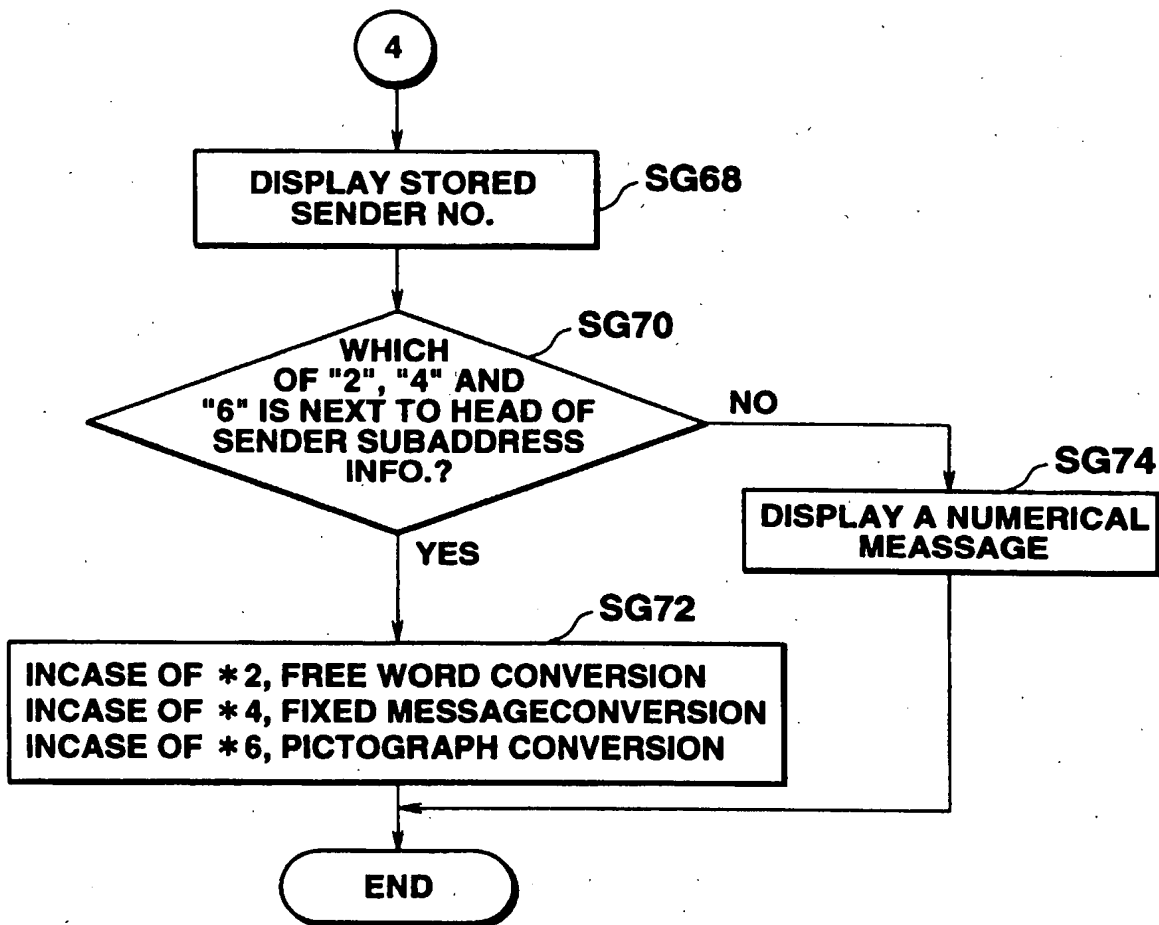 4
DISPLAY STORED
SENDER NO.
SG68
SG70
WHICH
OF "2", "4" AND
"6" IS NEXT TO HEAD OF
SENDER SUBADDRESS
INFO.?
NO
SG74
DISPLAY A NUMERICAL
MEASSAGE
YES
SG72
INCASE OF *2, FREE WORD CONVERSION
INCASE OF *4, FIXED MESSAGECONVERSION
INCASE OF *6, PICTOGRAPH CONVERSION
END